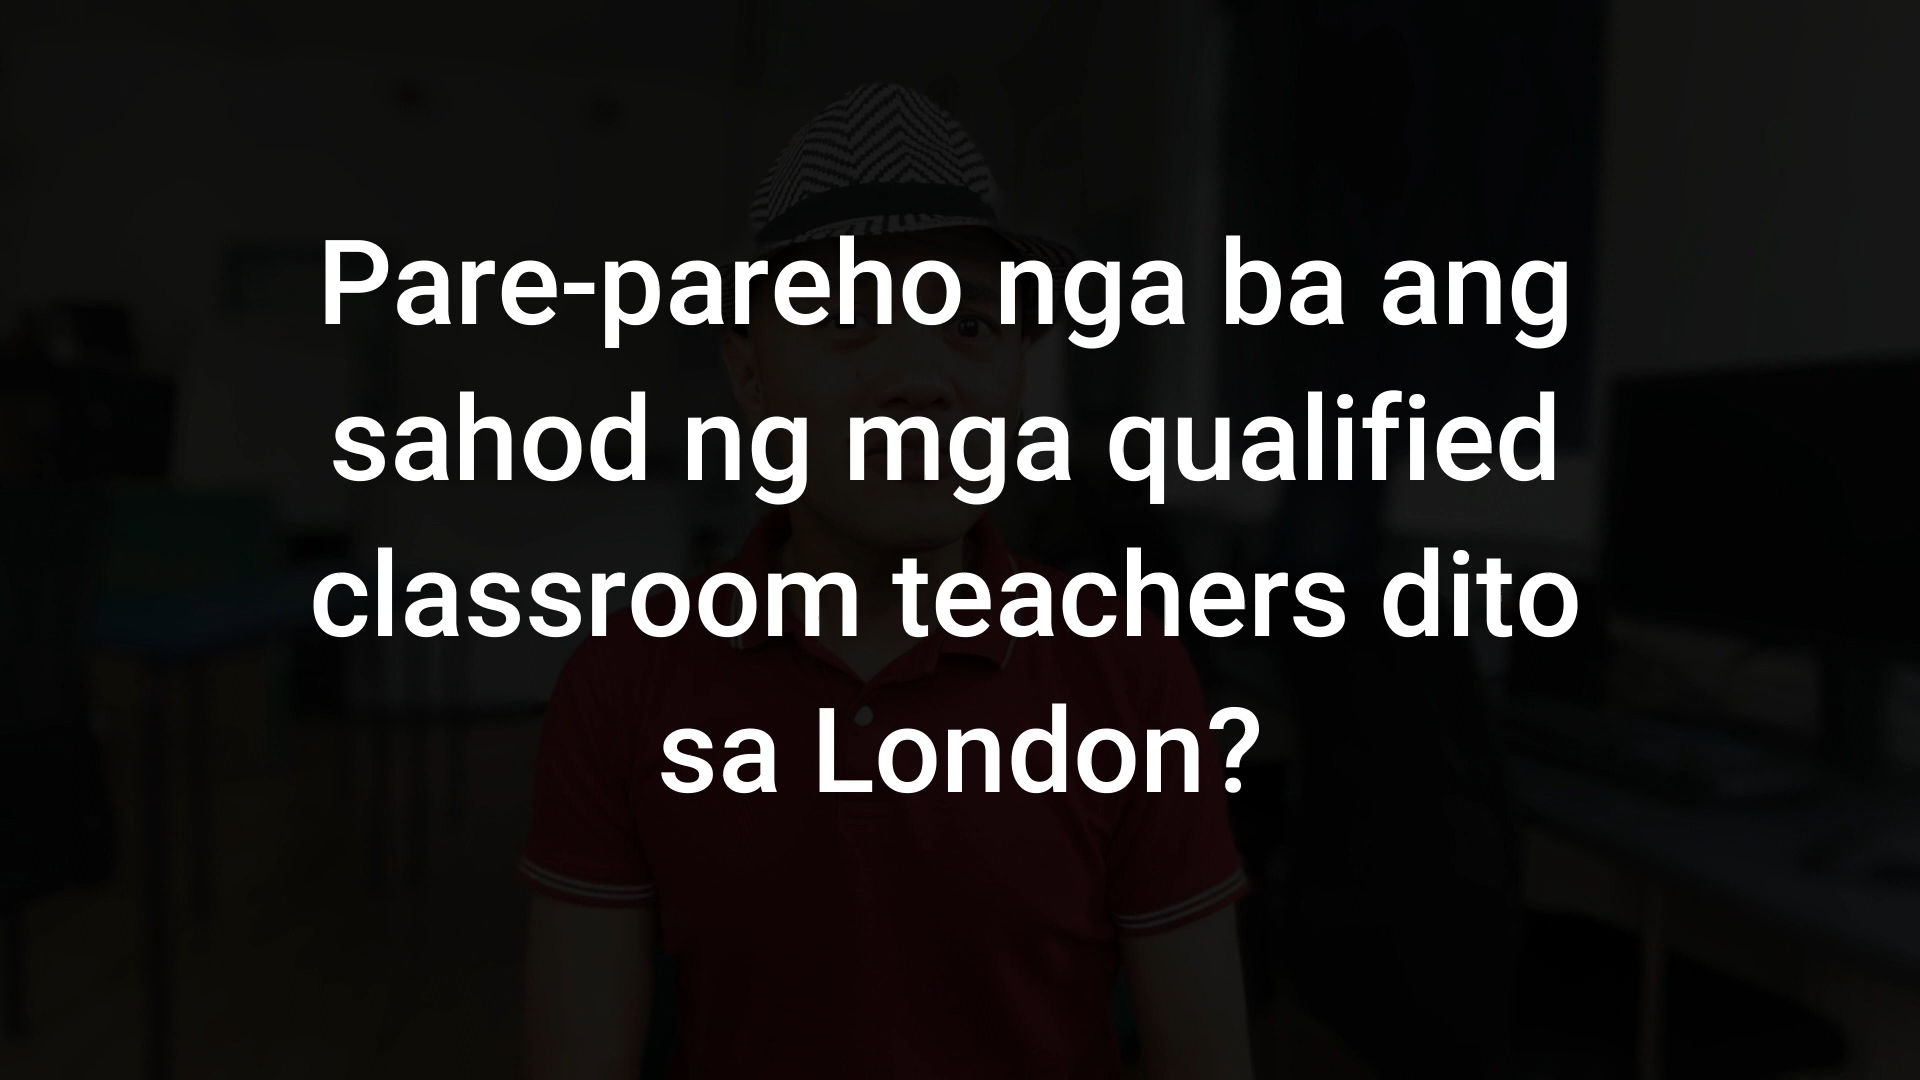 Pare-pareho nga ba ang
sahod ng mga qualified
classroom teachers dito
sa London?